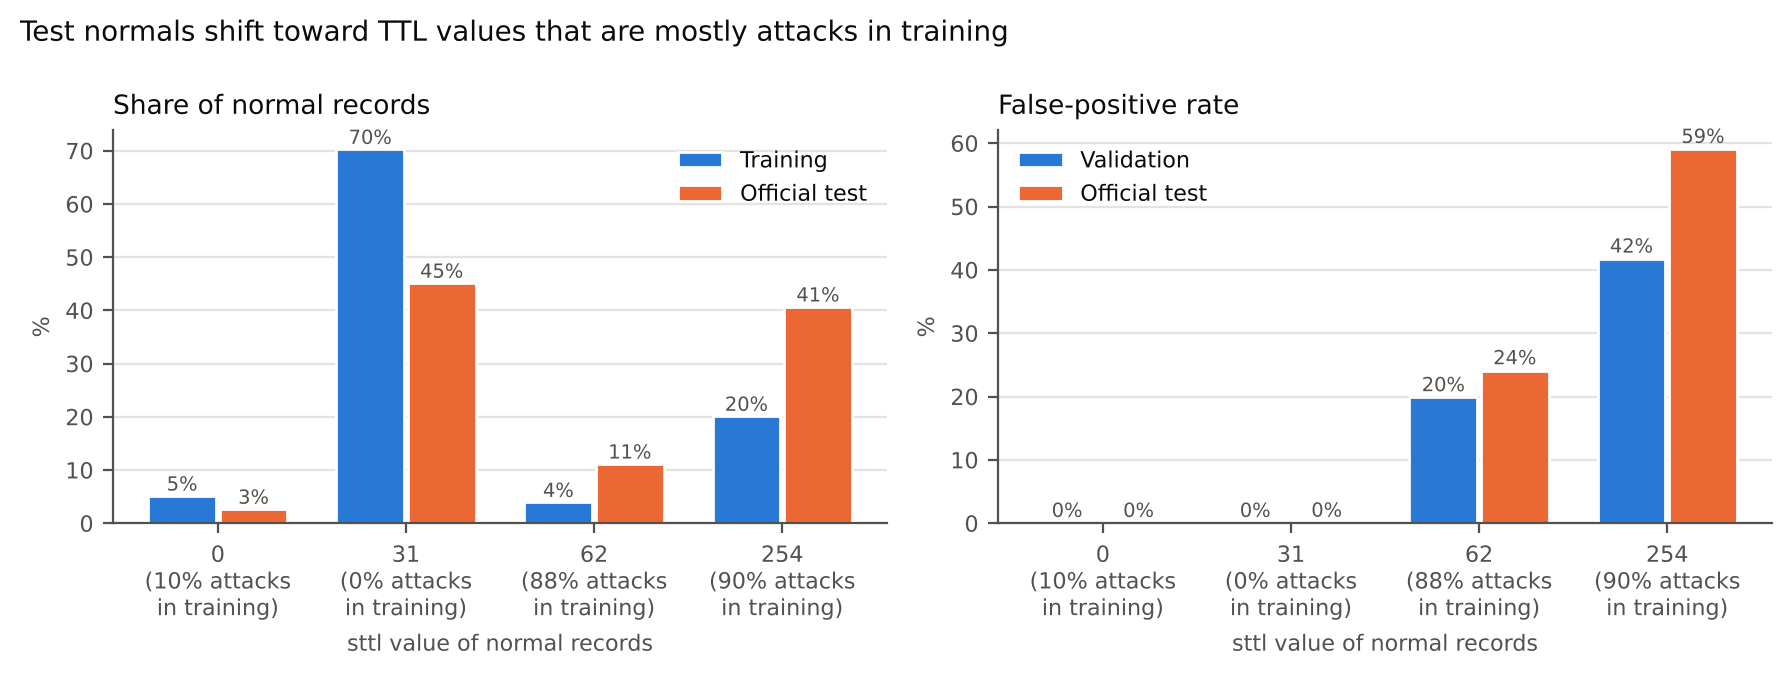 Test normals shift toward TTL values that are mostly attacks in training
Share of normal records
70%
Training
Official test
45%
41%
20%
11%
5%
3%
4%
%
70
60
50
40
30
20
10
0
0
(10% attacks
in training)
31
(0% attacks
in training)
62
(88% attacks
in training)
254
(90% attacks
in training)
sttl value of normal records
False-positive rate
Validation
Official test
59%
42%
24%
20%
0%
0%
0%
0%
%
60
50
40
30
20
10
0
0
(10% attacks
in training)
31
(0% attacks
in training)
62
(88% attacks
in training)
254
(90% attacks
in training)
sttl value of normal records